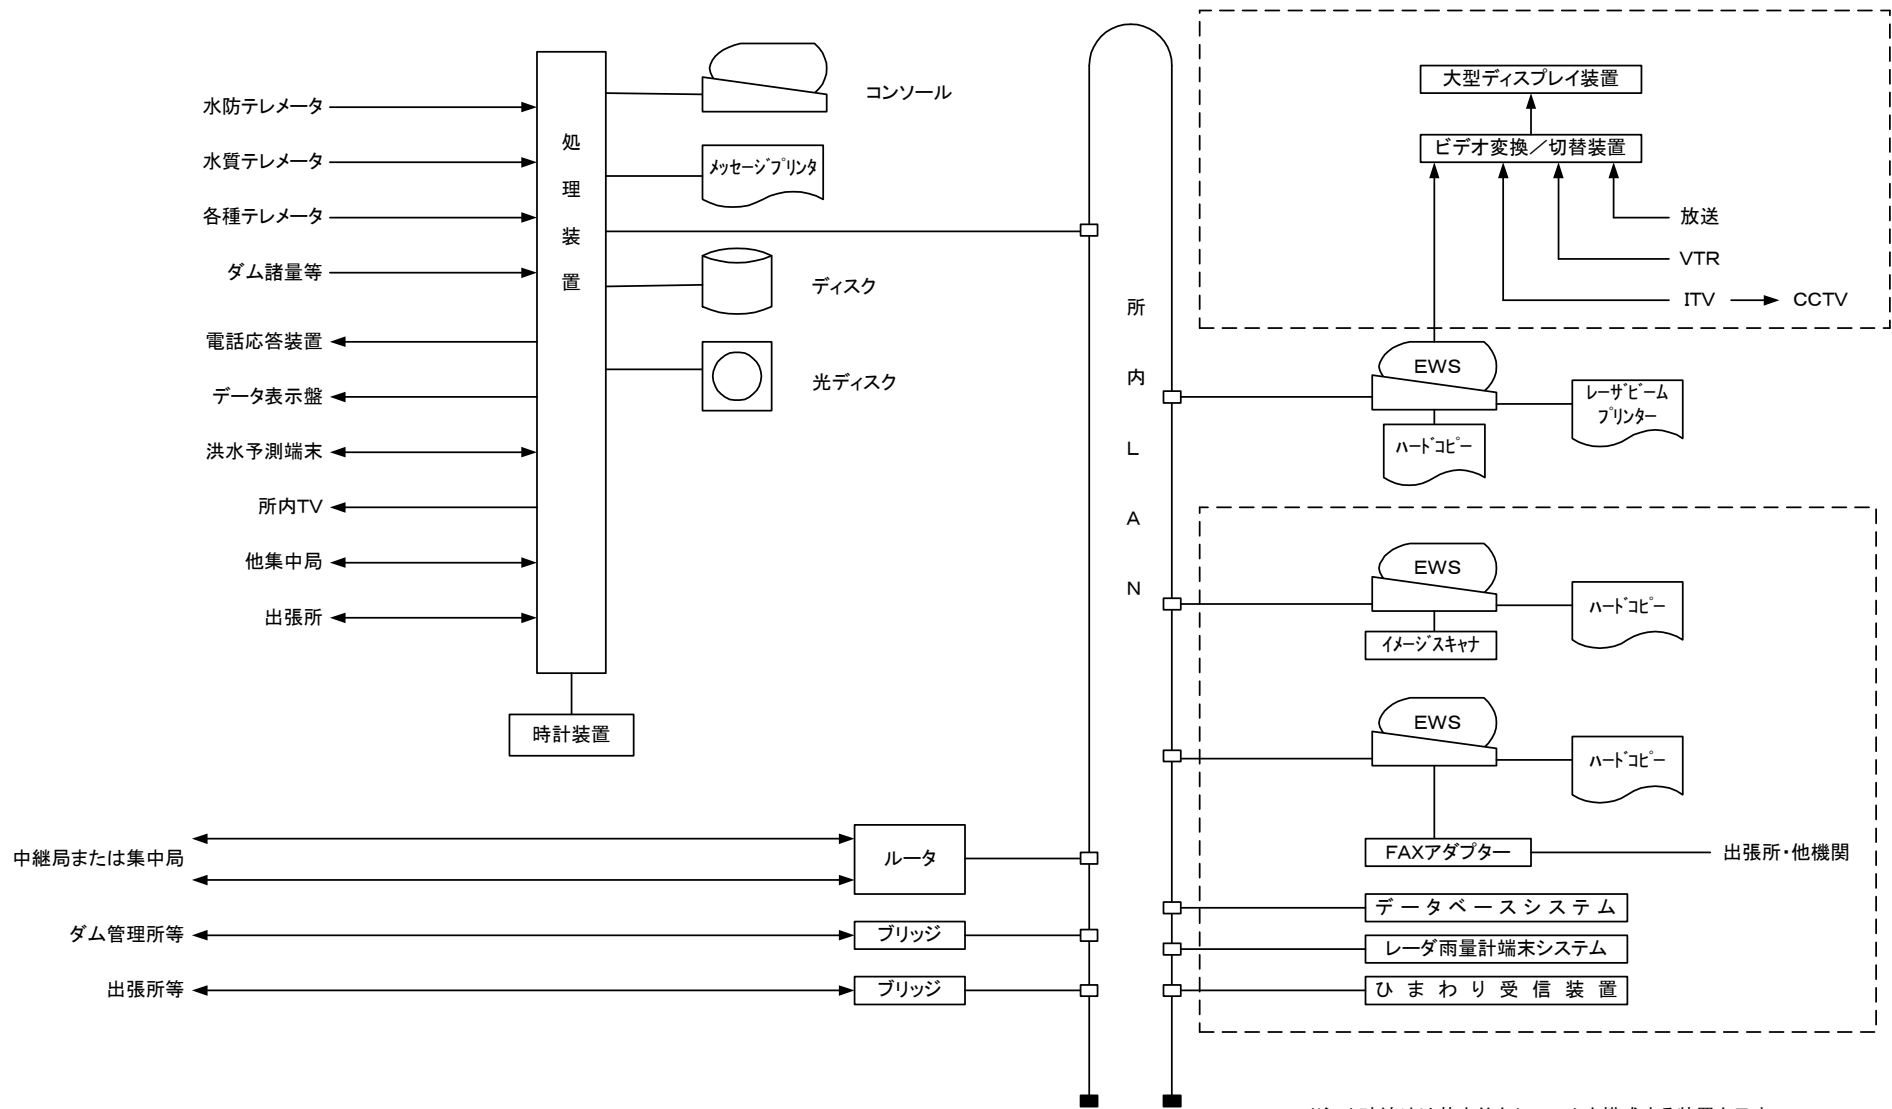 水防テレメータ
水質テレメータ
各種テレメータ
ダム諸量等
電話応答装置
データ表示盤
洪水予測端末
所内TV
他集中局
出張所
処理装置
時計装置
コンソール
メッセージプリンタ
ディスク
光ディスク
中継局または集中局
ルータ
ダム管理所等
ブリッジ
出張所等
ブリッジ
所内LAN
大型ディスプレイ装置
ビデオ変換/切替装置
放送
VTR
ITV
CCTV
EWS
レーザビーム
プリンター
ハードコピー
EWS
ハードコピー
イメージスキャナ
EWS
ハードコピー
FAXアダプター
出張所・他機関
データベースシステム
レーダ雨量計端末システム
ひまわり受信装置